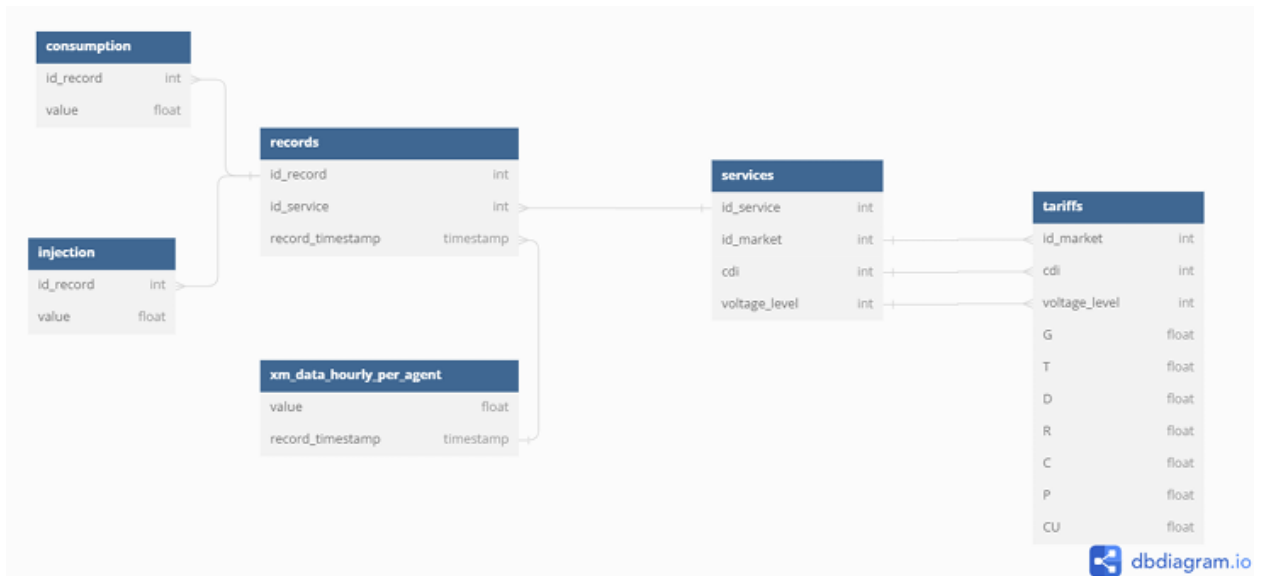 consumption
id_record int
value float
records
id_record int
id_service int
record_timestamp timestamp
injection
id_record int
value float
xm_data_hourly_per_agent
value float
record_timestamp timestamp
services
id_service int
id_market int
cdi int
voltage_level int
tariffs
id_market int
cdi int
voltage_level int
G float
T float
D float
R float
C float
P float
CU float
dbdiagram.io